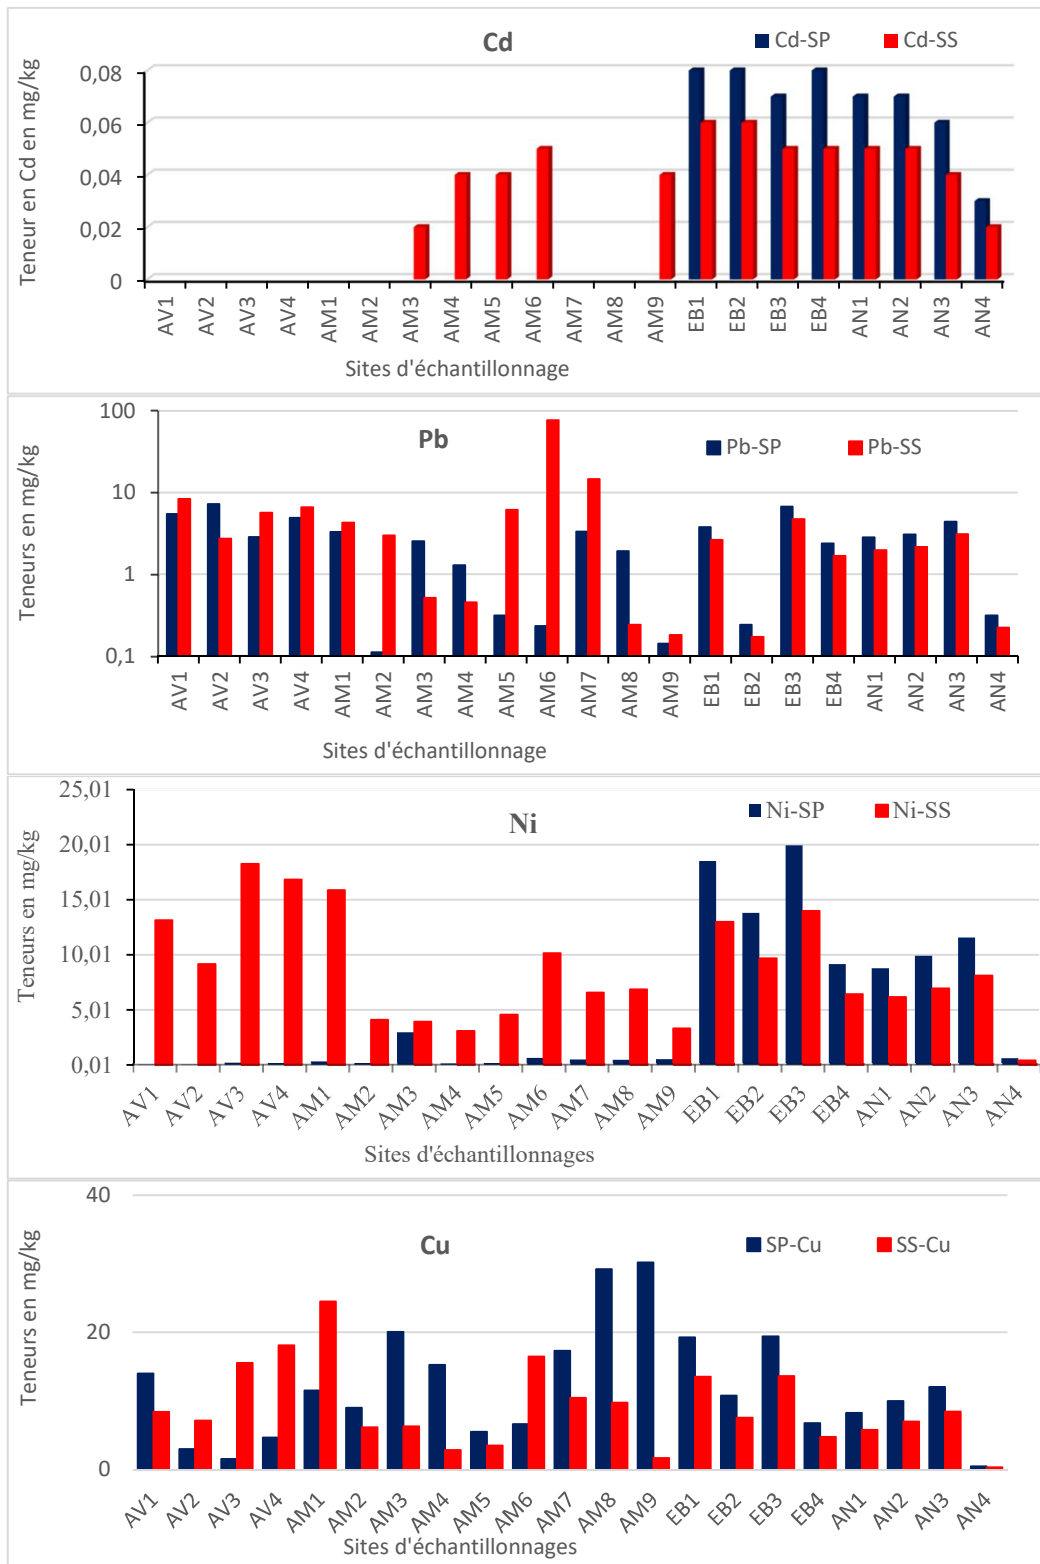 Cd
Cd-SP Cd-SS
Teneur en Cd en mg/kg
0,08
0,06
0,04
0,02
0
AV1 AV2 AV3 AV4 AM1 AM2 AM3 AM4 AM5 AM6 AM7 AM8 AM9 EB1 EB2 EB3 EB4 AN1 AN2 AN3 AN4
Sites d'échantillonnage
Pb
Pb-SP Pb-SS
Teneurs en mg/kg
100
10
1
0,1
AV1 AV2 AV3 AV4 AM1 AM2 AM3 AM4 AM5 AM6 AM7 AM8 AM9 EB1 EB2 EB3 EB4 AN1 AN2 AN3 AN4
Sites d'échantillonnage
Ni
Ni-SP Ni-SS
Teneurs en mg/kg
25,01
20,01
15,01
10,01
5,01
0,01
AV1 AV2 AV3 AV4 AM1 AM2 AM3 AM4 AM5 AM6 AM7 AM8 AM9 EB1 EB2 EB3 EB4 AN1 AN2 AN3 AN4
Sites d'échantillonnages
Cu
SP-Cu SS-Cu
Teneurs en mg/kg
40
20
0
AV1 AV2 AV3 AV4 AM1 AM2 AM3 AM4 AM5 AM6 AM7 AM8 AM9 EB1 EB2 EB3 EB4 AN1 AN2 AN3 AN4
Sites d'échantillonnages